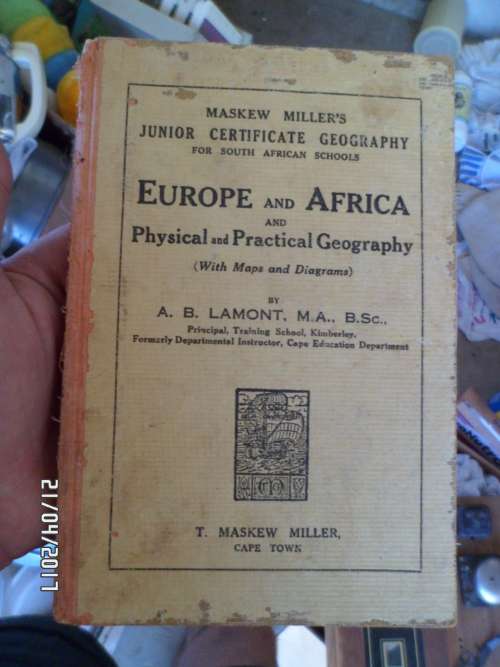 MASKEW MILLER'S
JUNIOR CERTIFICATE GEOGRAPHY
FOR SOUTH AFRICAN SCHOOLS
EUROPE AND AFRICA
AND
Physical and Practical Geography
(With Maps and Diagrams)
BY
A. B. LAMONT, M.A., B.Sc.,
Principal, Training School, Kimberley,
Formerly Departmental Instructor, Cape Education Department
T. MASKEW MILLER,
CAPE TOWN
21/04/2017